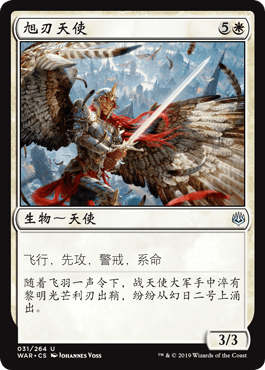 旭刃天使 5
生物～天使
飞行，先攻，警戒，系命
随着飞羽一声令下，战天使大军手中淬有
黎明光芒利刃出鞘，纷纷从幻日二号上涌
出。
3/3
031/264 U
WAR • CS Johannes Voss
™ & © 2019 Wizards of the Coast